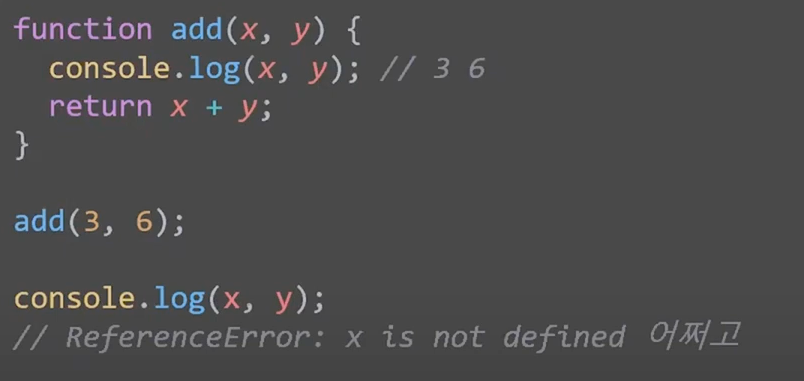 function add(x, y) {
  console.log(x, y); // 3 6
  return x + y;
}
add(3, 6);
console.log(x, y);
// ReferenceError: x is not defined 어쩌고